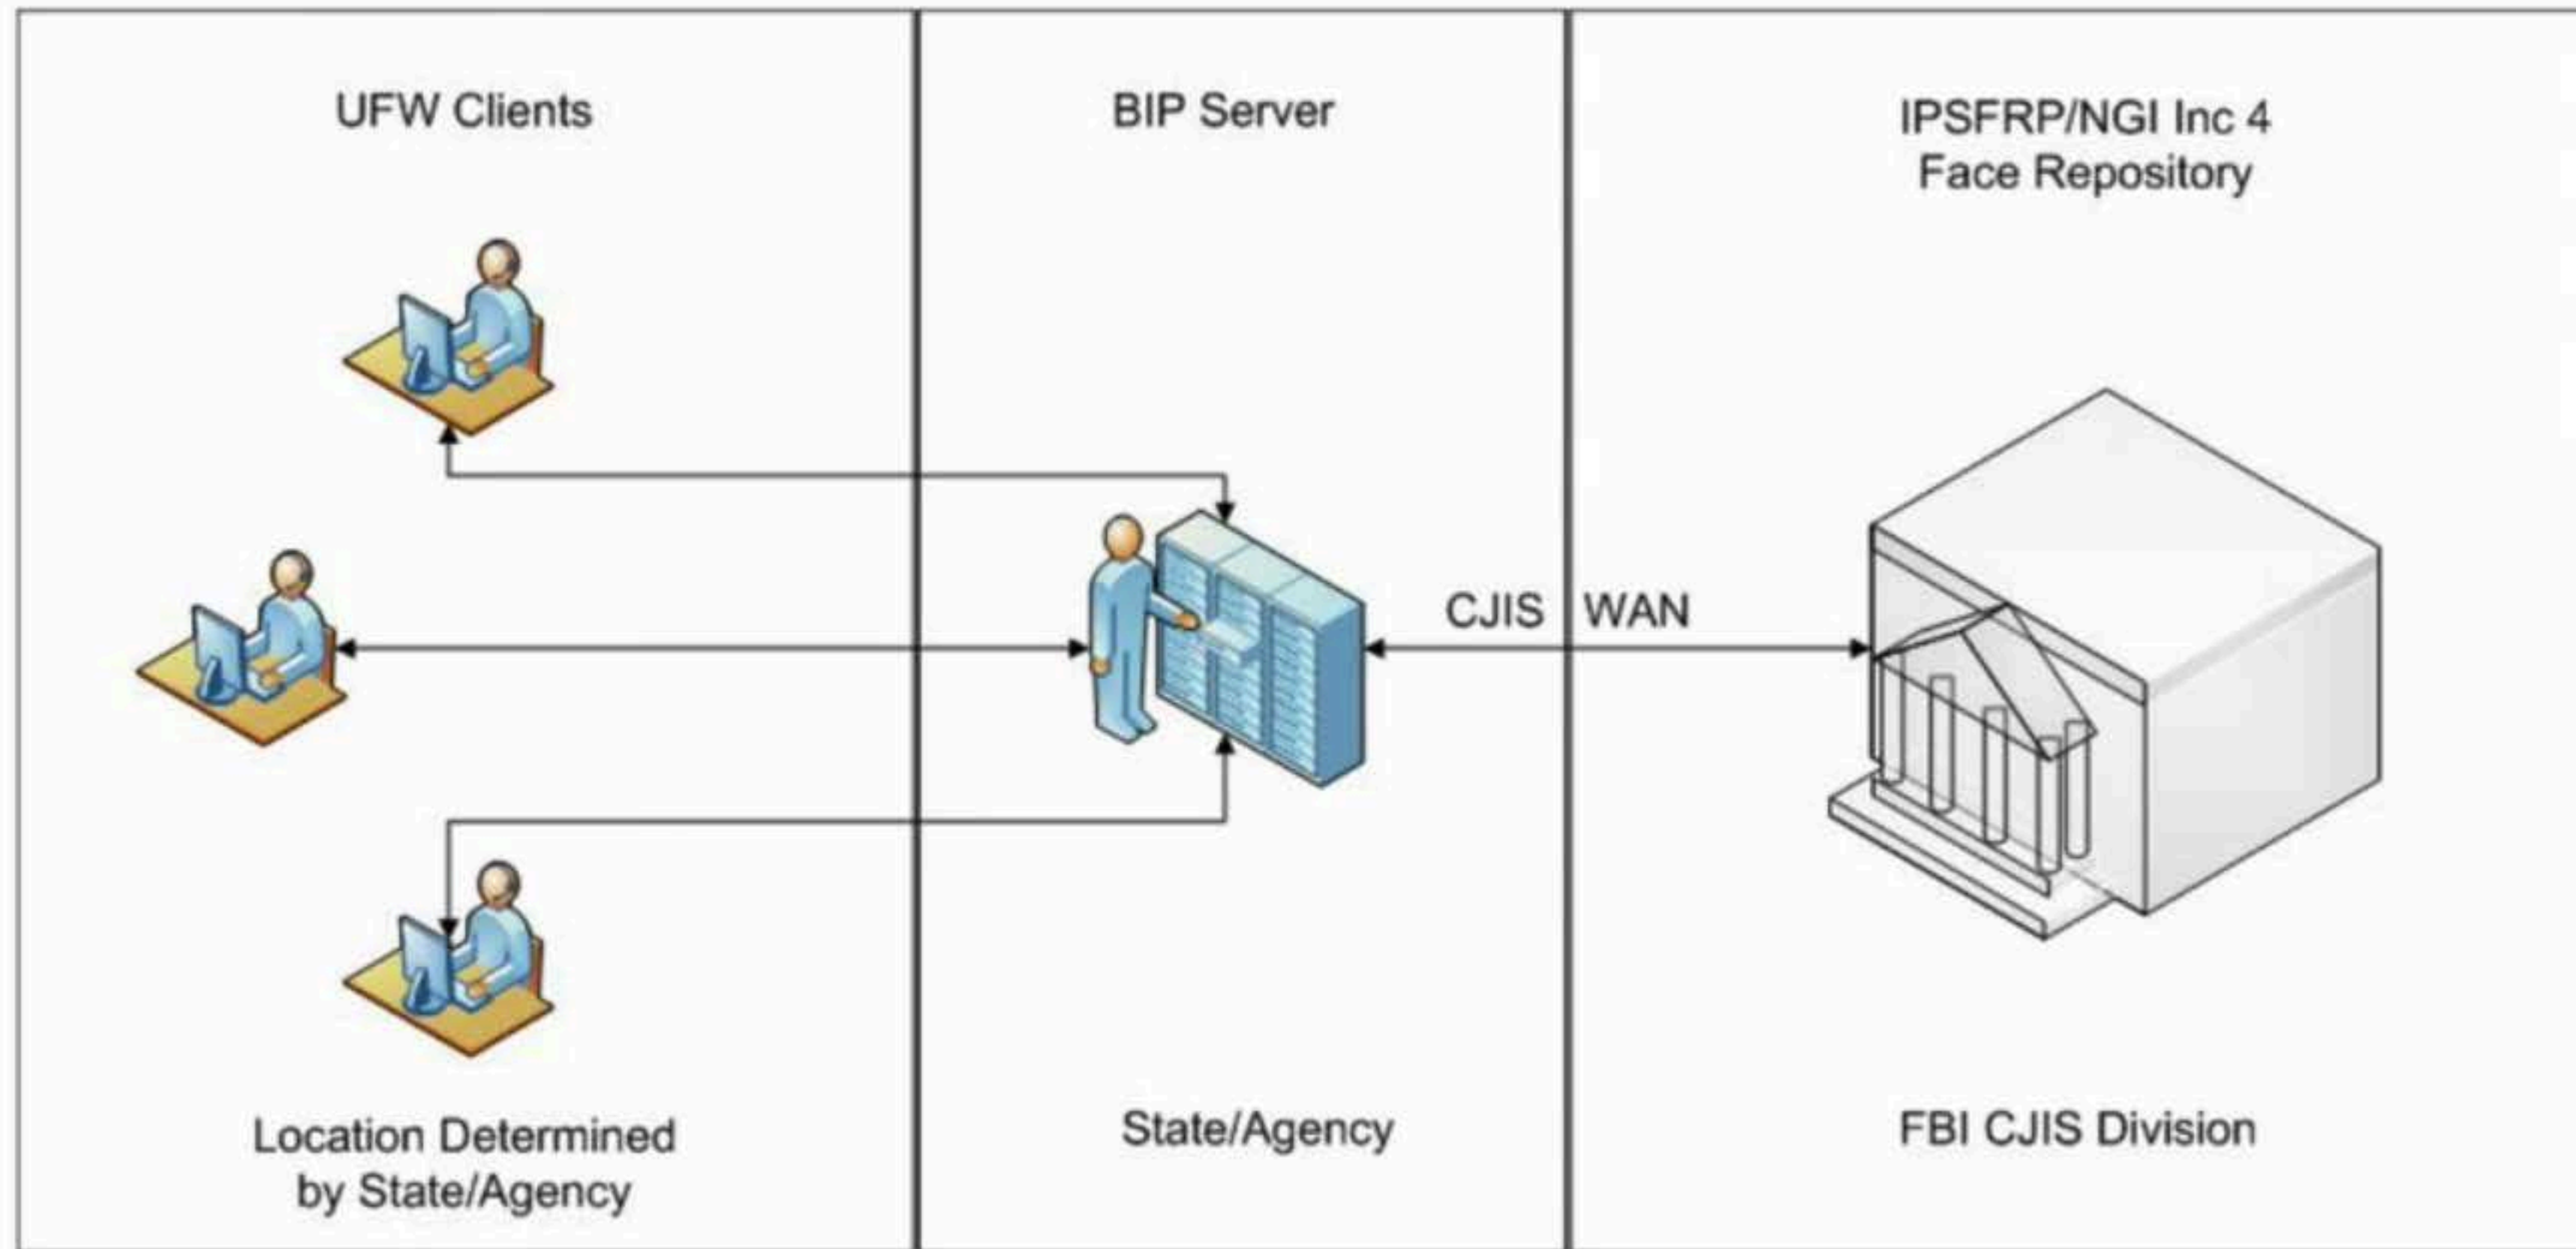 UFW Clients
BIP Server
IPSFRP/NGI Inc 4
Face Repository
CJIS WAN
Location Determined
by State/Agency
State/Agency
FBI CJIS Division